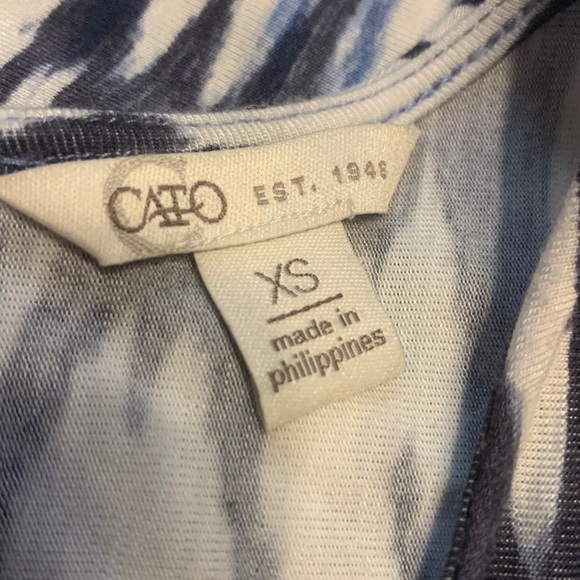 CATO EST. 1946
XS
made in
philippines